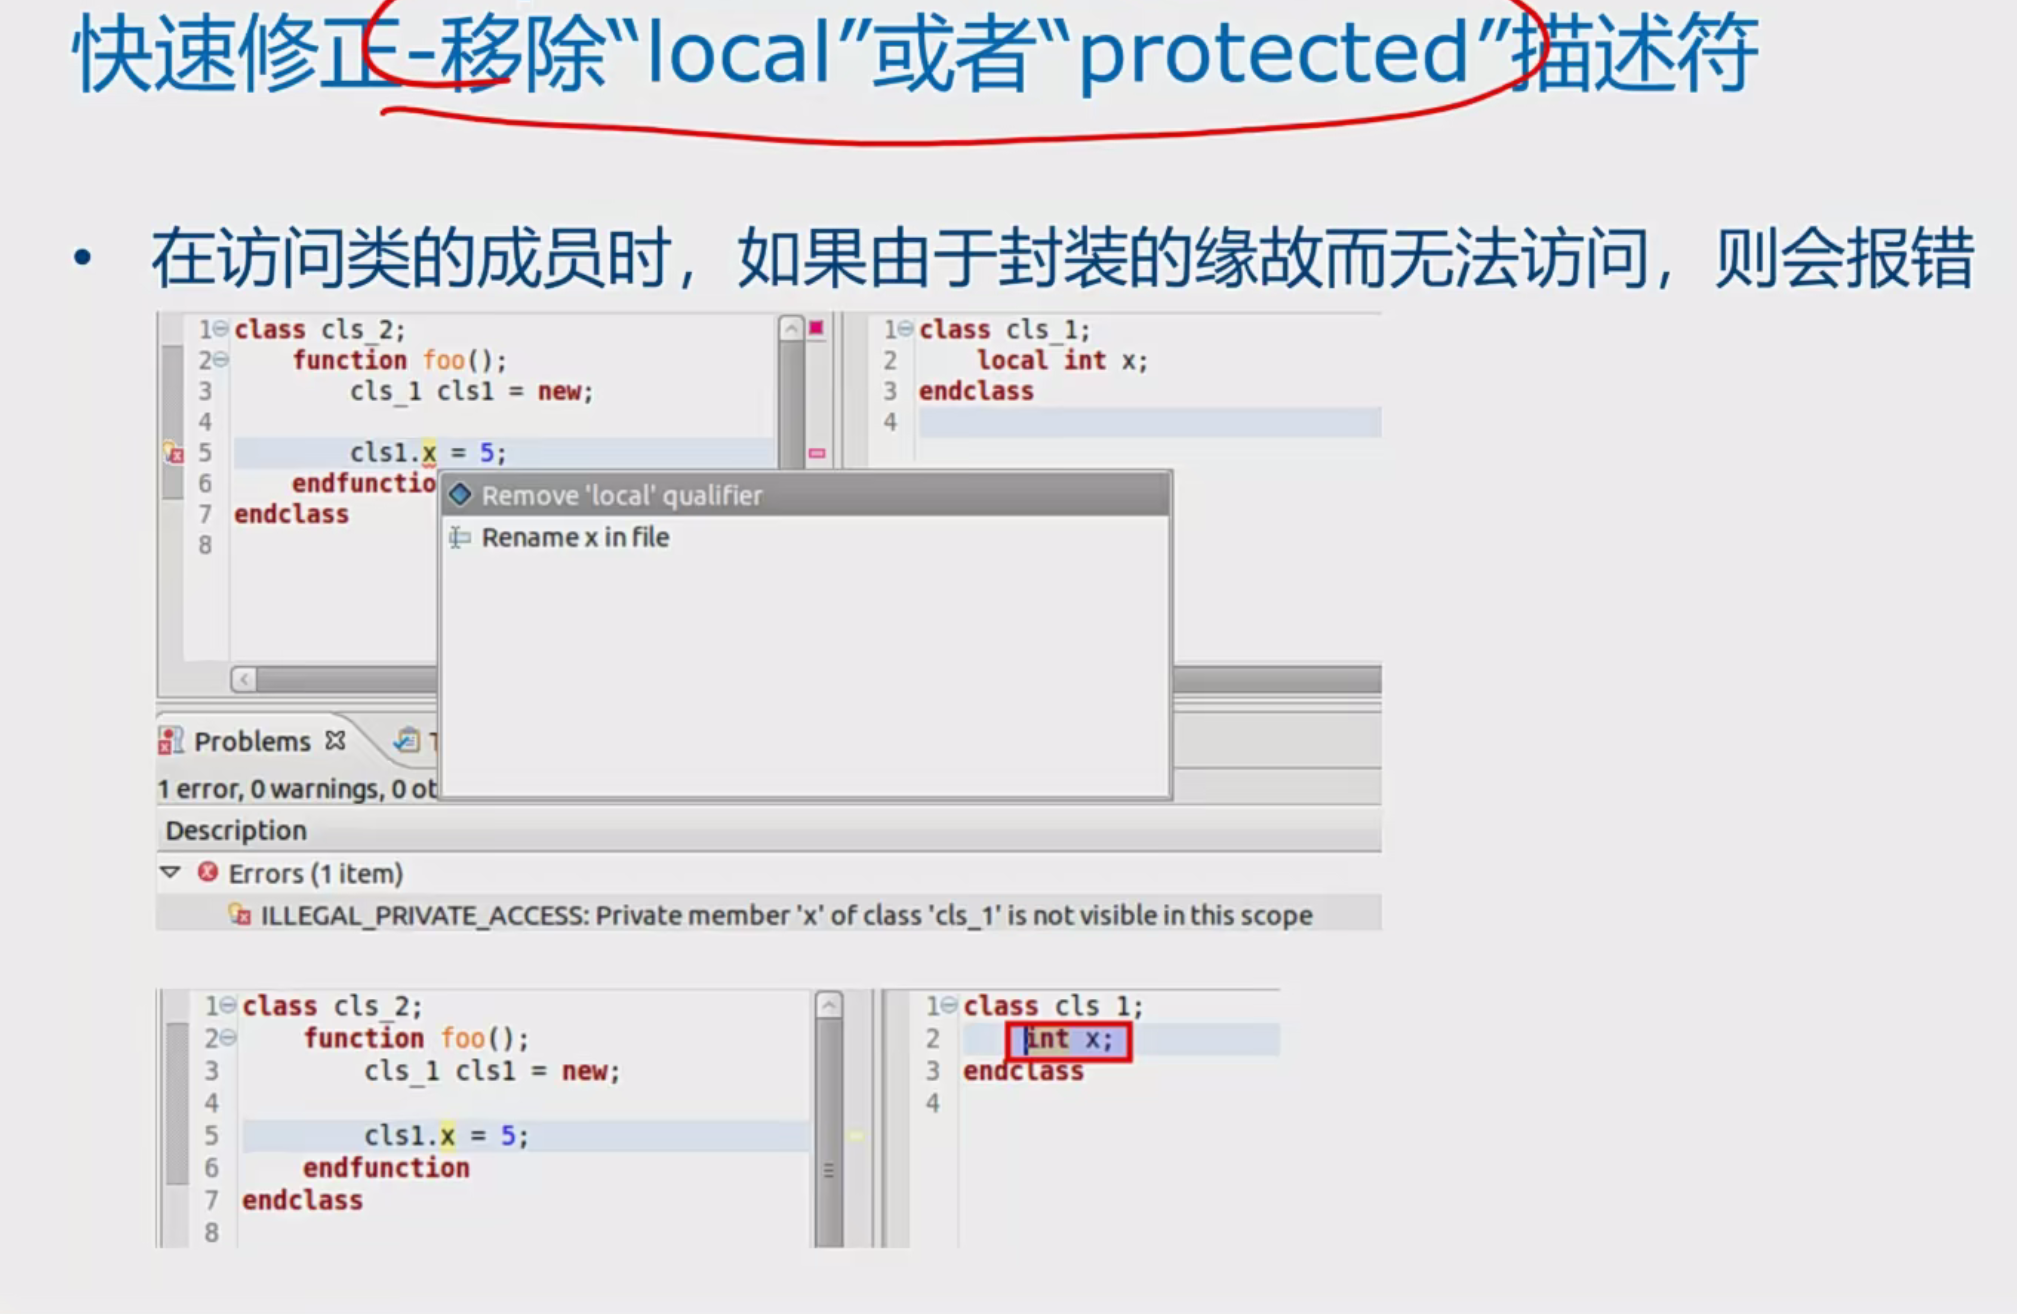 快速修正-移除“local”或者“protected”描述符
• 在访问类的成员时，如果由于封装的缘故而无法访问，则会报错
1 class cls_2;
2 function foo();
3 cls_1 cls1 = new;
4
5 cls1.x = 5;
6 endfunctio
7 endclass
8
1 class cls_1;
2 local int x;
3 endclass
4
Remove 'local' qualifier
Rename x in file
Problems
1 error, 0 warnings, 0 ot
Description
Errors (1 item)
ILLEGAL_PRIVATE_ACCESS: Private member 'x' of class 'cls_1' is not visible in this scope
1 class cls_2;
2 function foo();
3 cls_1 cls1 = new;
4
5 cls1.x = 5;
6 endfunction
7 endclass
8
1 class cls 1;
2 int x;
3 endclass
4